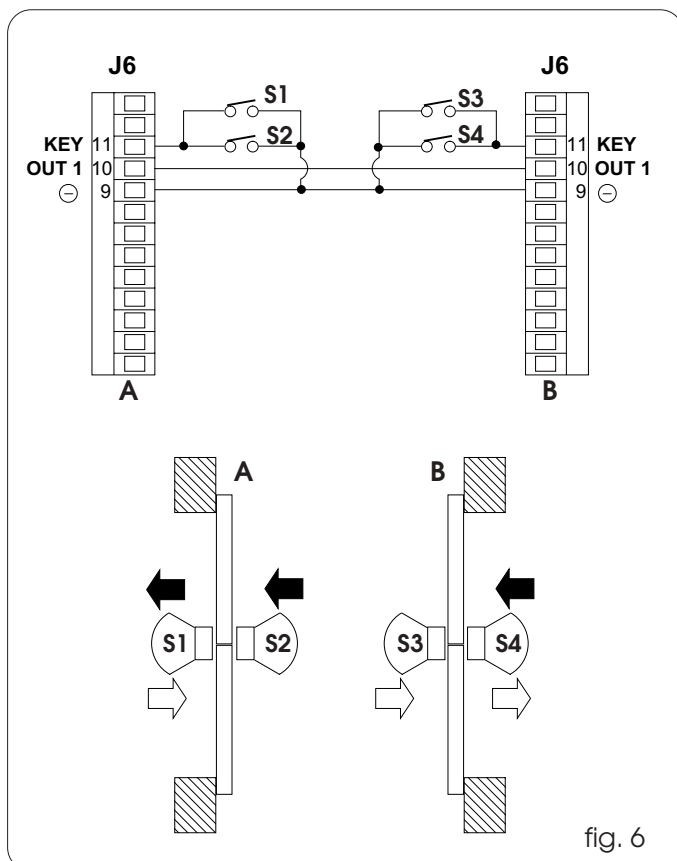 J6 J6
S1 S3
S2 S4
KEY 11 11 KEY
OUT 1 10 10 OUT 1
⊖ 9 9 ⊖
A B
A B
S1 S2 S3 S4
fig. 6